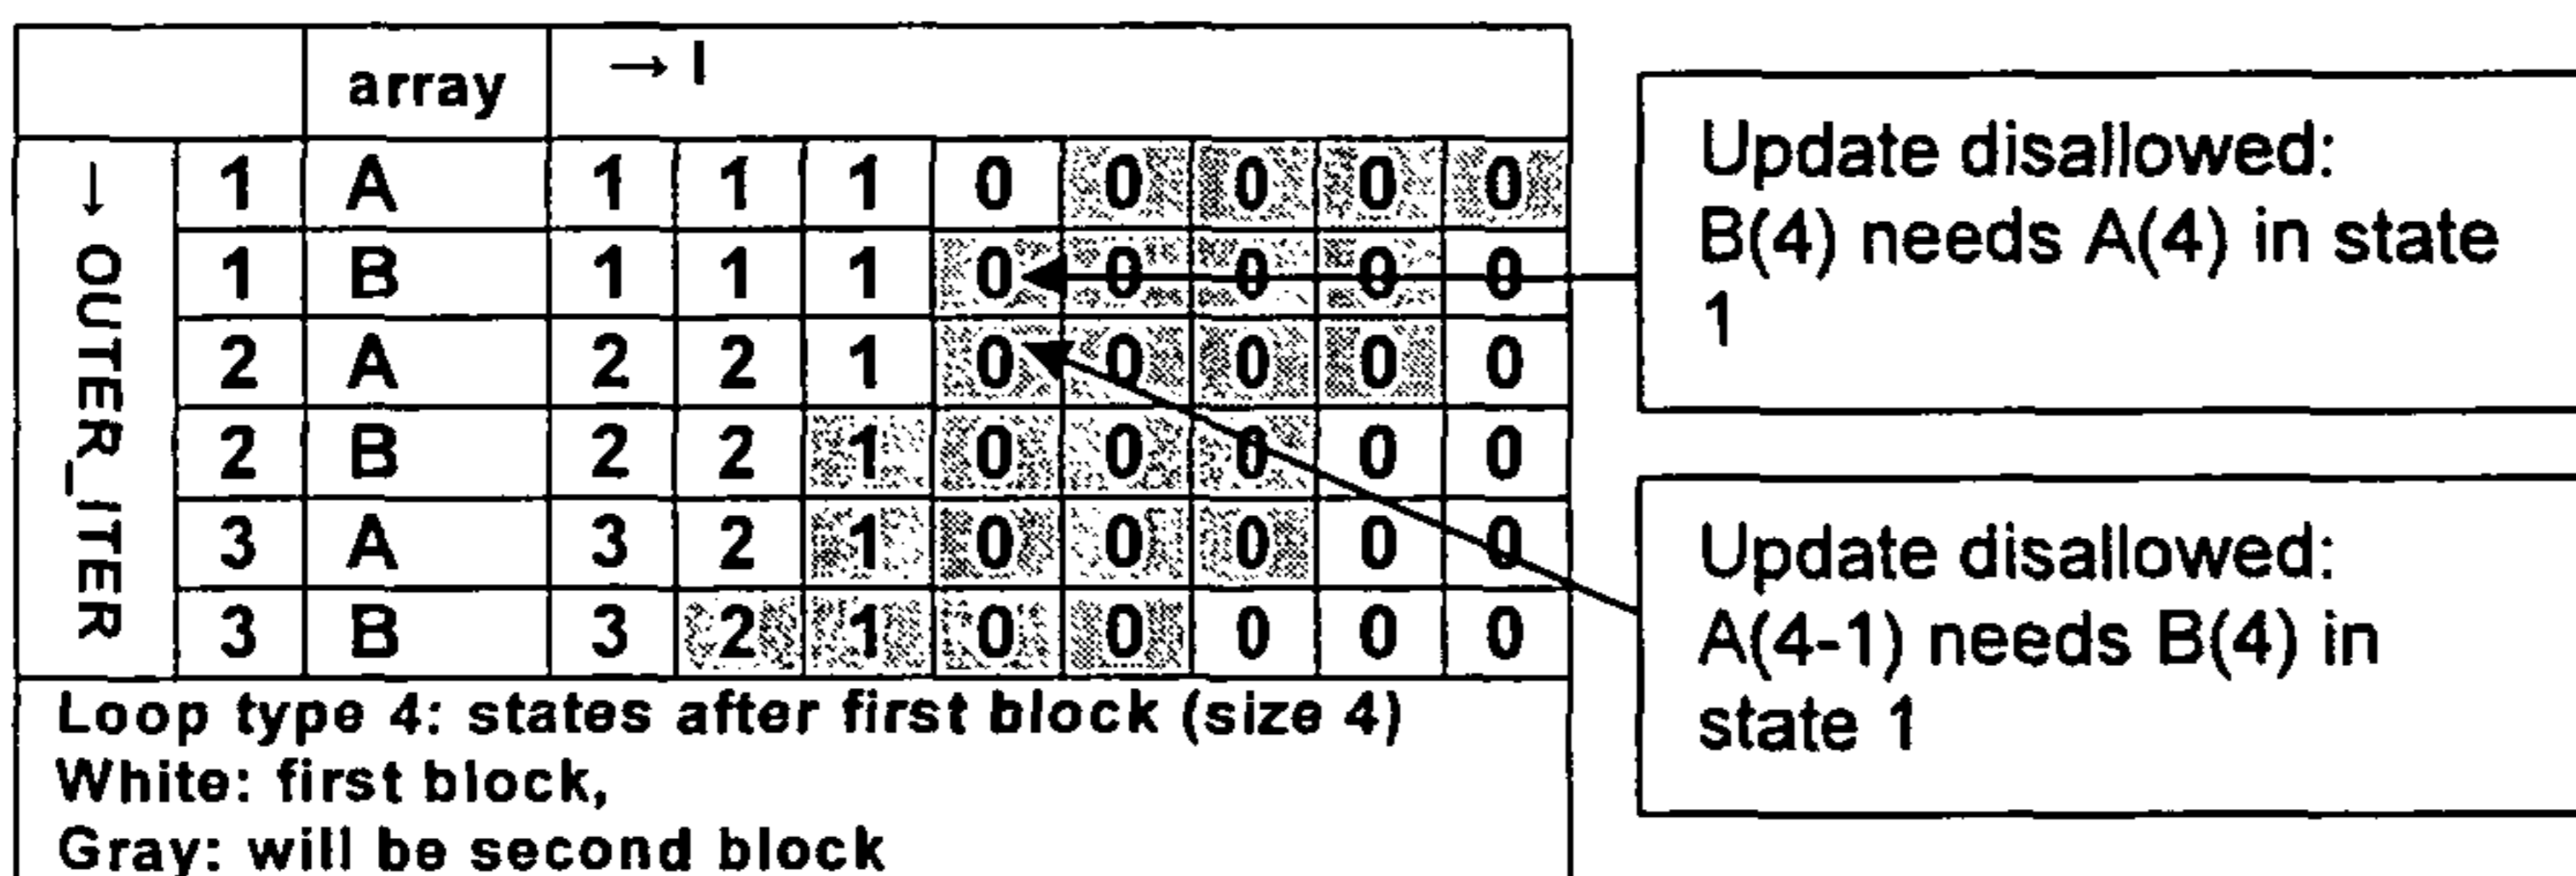 array → I
↓ OUTER_ITER
1 A 1 1 1 0 0 0 0 0
1 B 1 1 1 0 0 0 0 0
2 A 2 2 1 0 0 0 0 0
2 B 2 2 1 0 0 0 0 0
3 A 3 2 1 0 0 0 0 0
3 B 3 2 1 0 0 0 0 0
Loop type 4: states after first block (size 4)
White: first block,
Gray: will be second block
Update disallowed:
B(4) needs A(4) in state
1
Update disallowed:
A(4-1) needs B(4) in
state 1